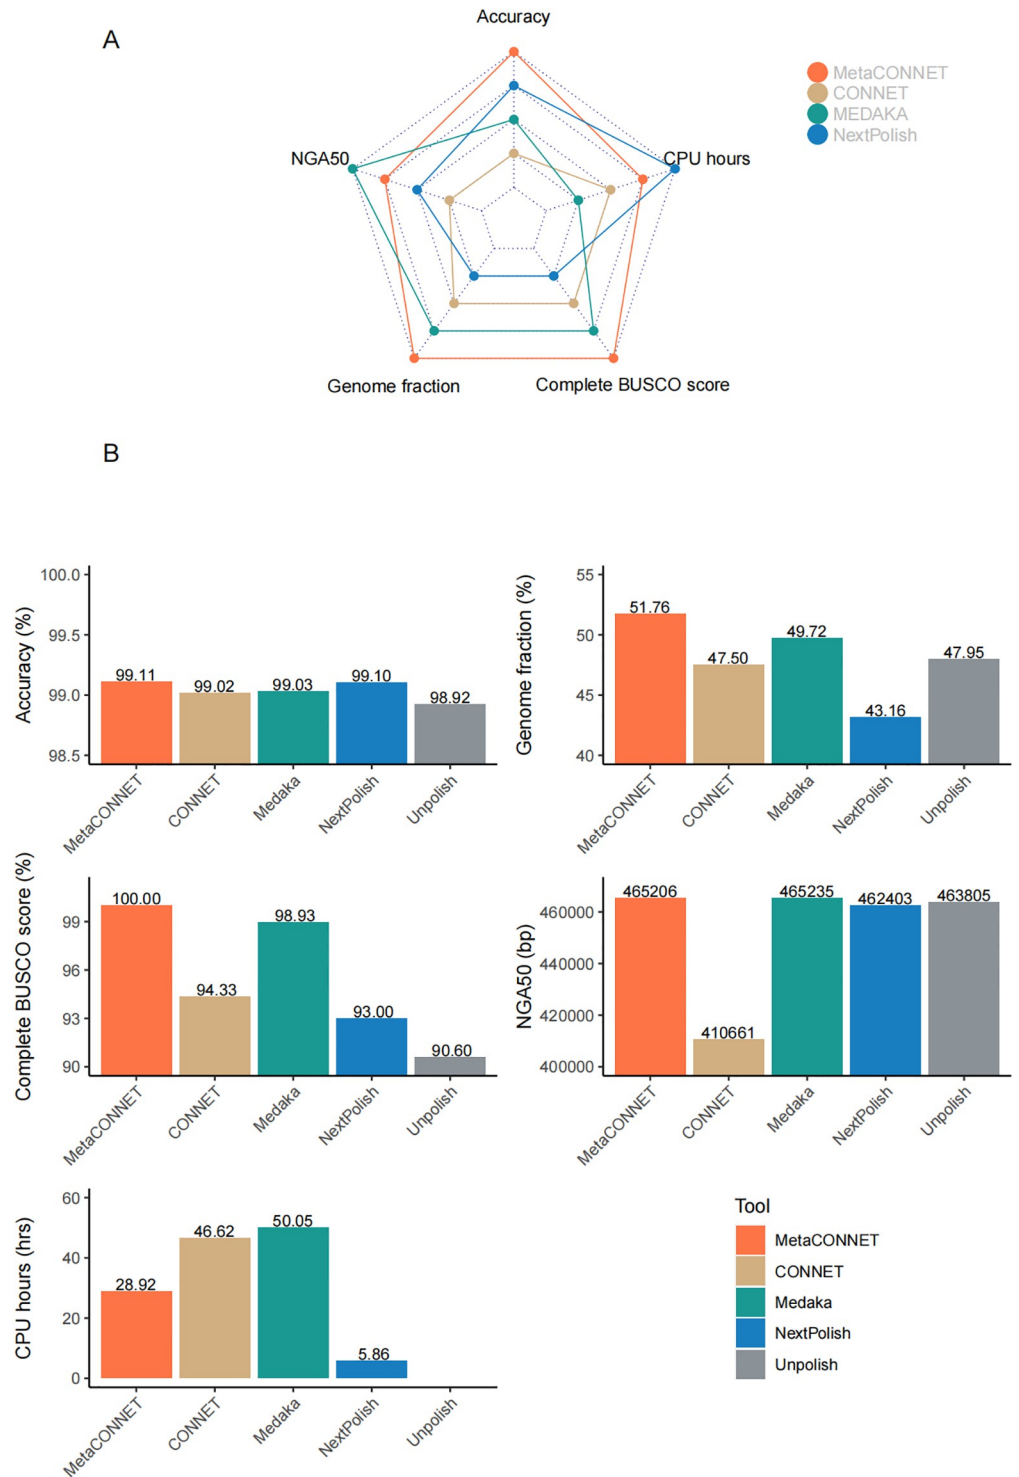 A
Accuracy
MetaCONNET
CONNET
MEDAKA
NextPolish
NGA50
CPU hours
Genome fraction
Complete BUSCO score
B
Accuracy (%)
100.0
99.5
99.0
98.5
99.11
99.02
99.03
99.10
98.92
MetaCONNET
CONNET
Medaka
NextPolish
Unpolish
Genome fraction (%)
55
50
45
40
51.76
47.50
49.72
43.16
47.95
MetaCONNET
CONNET
Medaka
NextPolish
Unpolish
Complete BUSCO score (%)
99
96
93
90
100.00
94.33
98.93
93.00
90.60
MetaCONNET
CONNET
Medaka
NextPolish
Unpolish
NGA50 (bp)
460000
440000
420000
400000
465206
410661
465235
462403
463805
MetaCONNET
CONNET
Medaka
NextPolish
Unpolish
CPU hours (hrs)
60
40
20
0
28.92
46.62
50.05
5.86
MetaCONNET
CONNET
Medaka
NextPolish
Unpolish
Tool
MetaCONNET
CONNET
Medaka
NextPolish
Unpolish